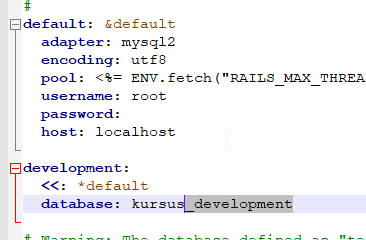 #
default: &default
adapter: mysql2
encoding: utf8
pool: <%= ENV.fetch("RAILS_MAX_THREA
username: root
password:
host: localhost
development:
<<: *default
database: kursus_development
# Warning: The database defined as "te